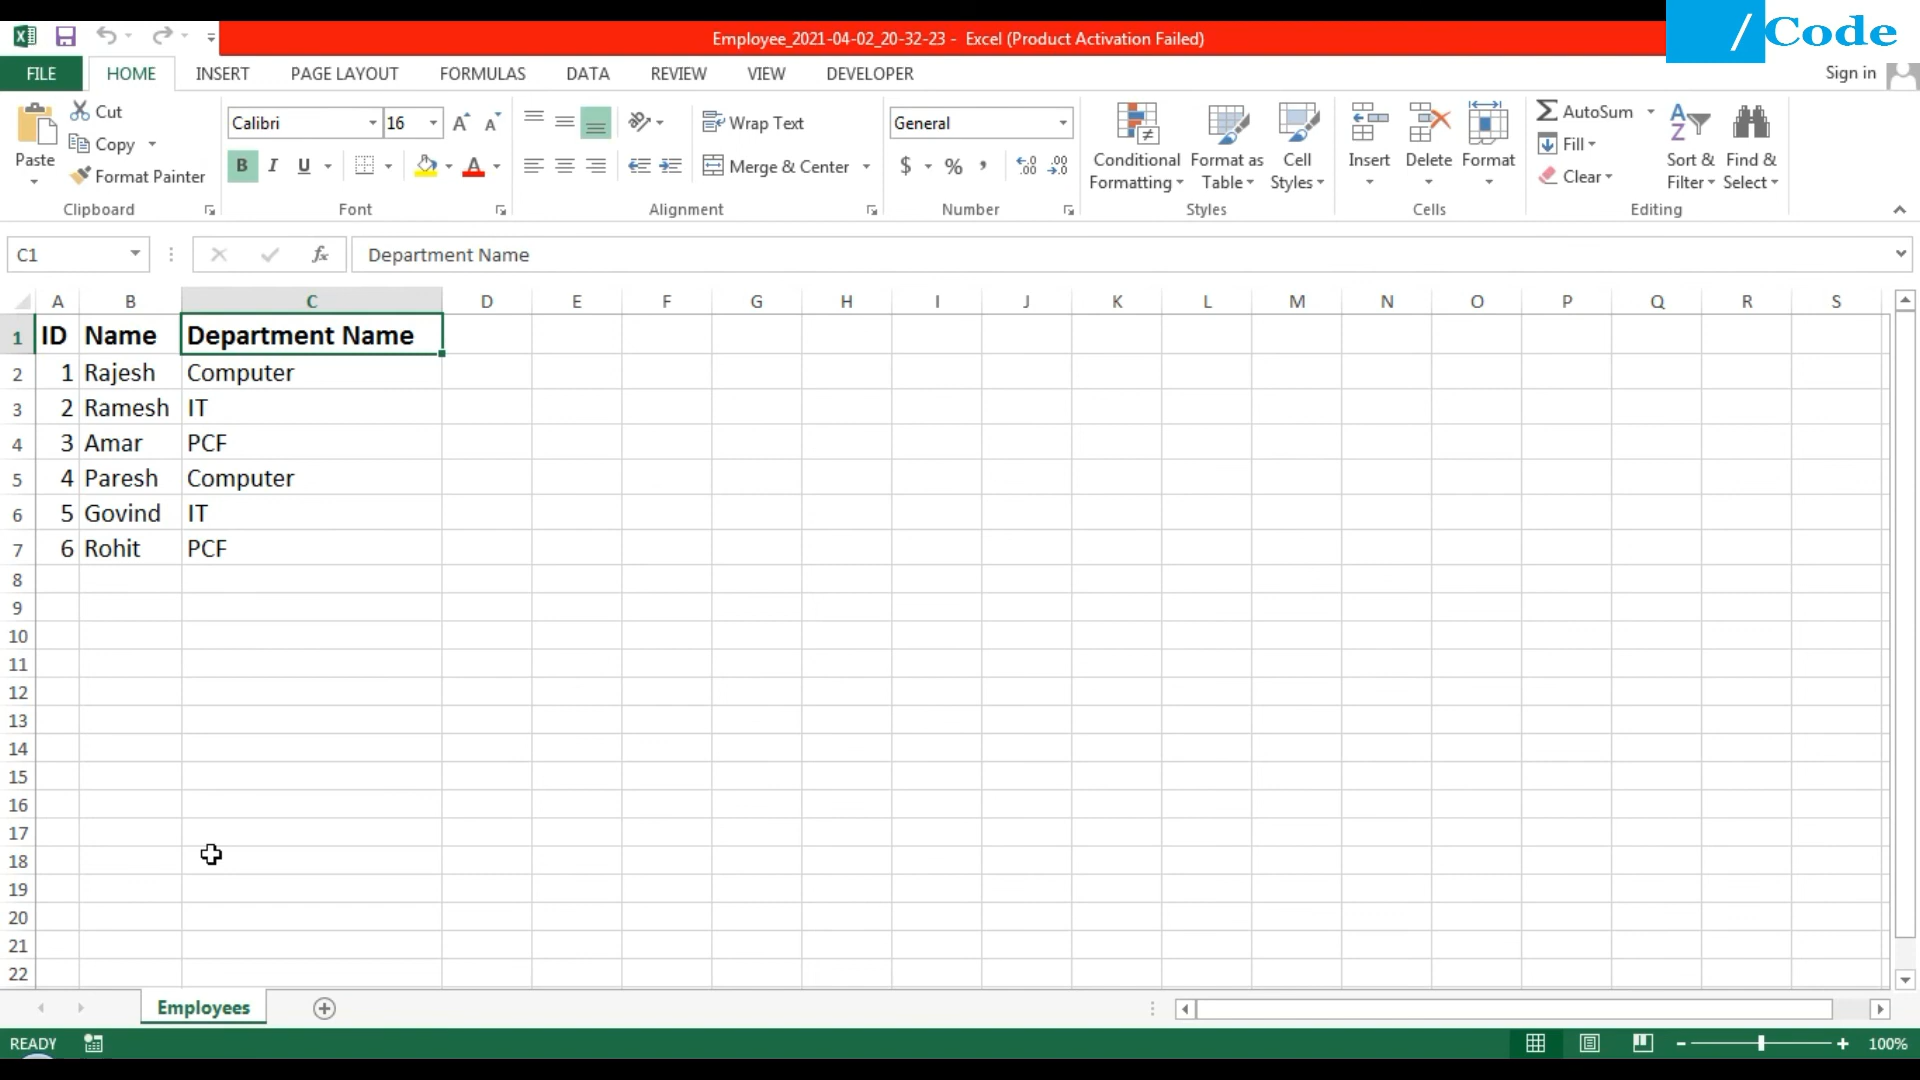 /Code
Employee_2021-04-02_20-32-23 - Excel (Product Activation Failed)
FILE HOME INSERT PAGE LAYOUT FORMULAS DATA REVIEW VIEW DEVELOPER Sign in
Cut
Copy
Format Painter
Paste
Clipboard
Calibri 16
B I U A
Font
Wrap Text
Merge & Center
Alignment
General
$ % , .00 .00
Number
Conditional Formatting
Format as Table
Cell Styles
Styles
Insert Delete Format
Cells
AutoSum
Fill
Clear
Sort & Filter
Find & Select
Editing
C1 fx Department Name
A B C D E F G H I J K L M N O P Q R S
1 ID Name Department Name
2 1 Rajesh Computer
3 2 Ramesh IT
4 3 Amar PCF
5 4 Paresh Computer
6 5 Govind IT
7 6 Rohit PCF
8
9
10
11
12
13
14
15
16
17
18
19
20
21
22
Employees
READY 100%